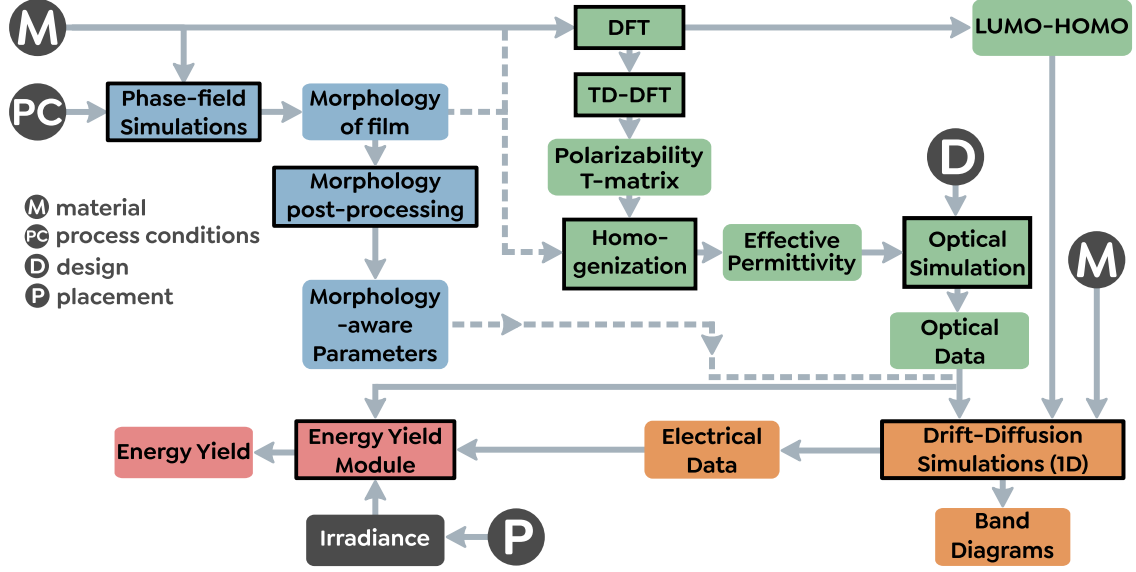 M
DFT
LUMO-HOMO
PC
Phase-field
Simulations
Morphology
of film
TD-DFT
Polarizability
T-matrix
D
Morphology
post-processing
M material
PC process conditions
D design
P placement
Homo-
genization
Effective
Permittivity
Optical
Simulation
M
Morphology
-aware
Parameters
Optical
Data
Energy Yield
Energy Yield
Module
Electrical
Data
Drift-Diffusion
Simulations (1D)
Irradiance
P
Band
Diagrams